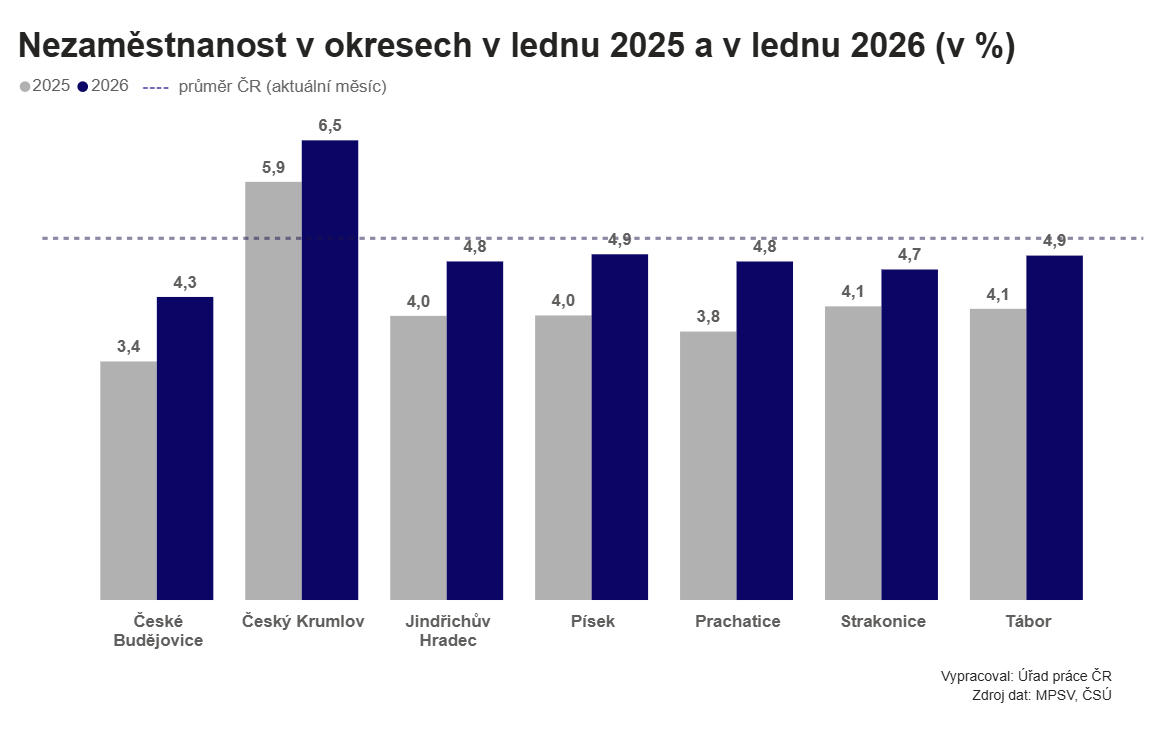 Nezaměstnanost v okresech v lednu 2025 a v lednu 2026 (v %)
2025 2026 průměr ČR (aktuální měsíc)
3,4
4,3
5,9
6,5
4,0
4,8
4,0
4,9
3,8
4,8
4,1
4,7
4,1
4,9
České
Budějovice
Český Krumlov
Jindřichův
Hradec
Písek
Prachatice
Strakonice
Tábor
Vypracoval: Úřad práce ČR
Zdroj dat: MPSV, ČSÚ